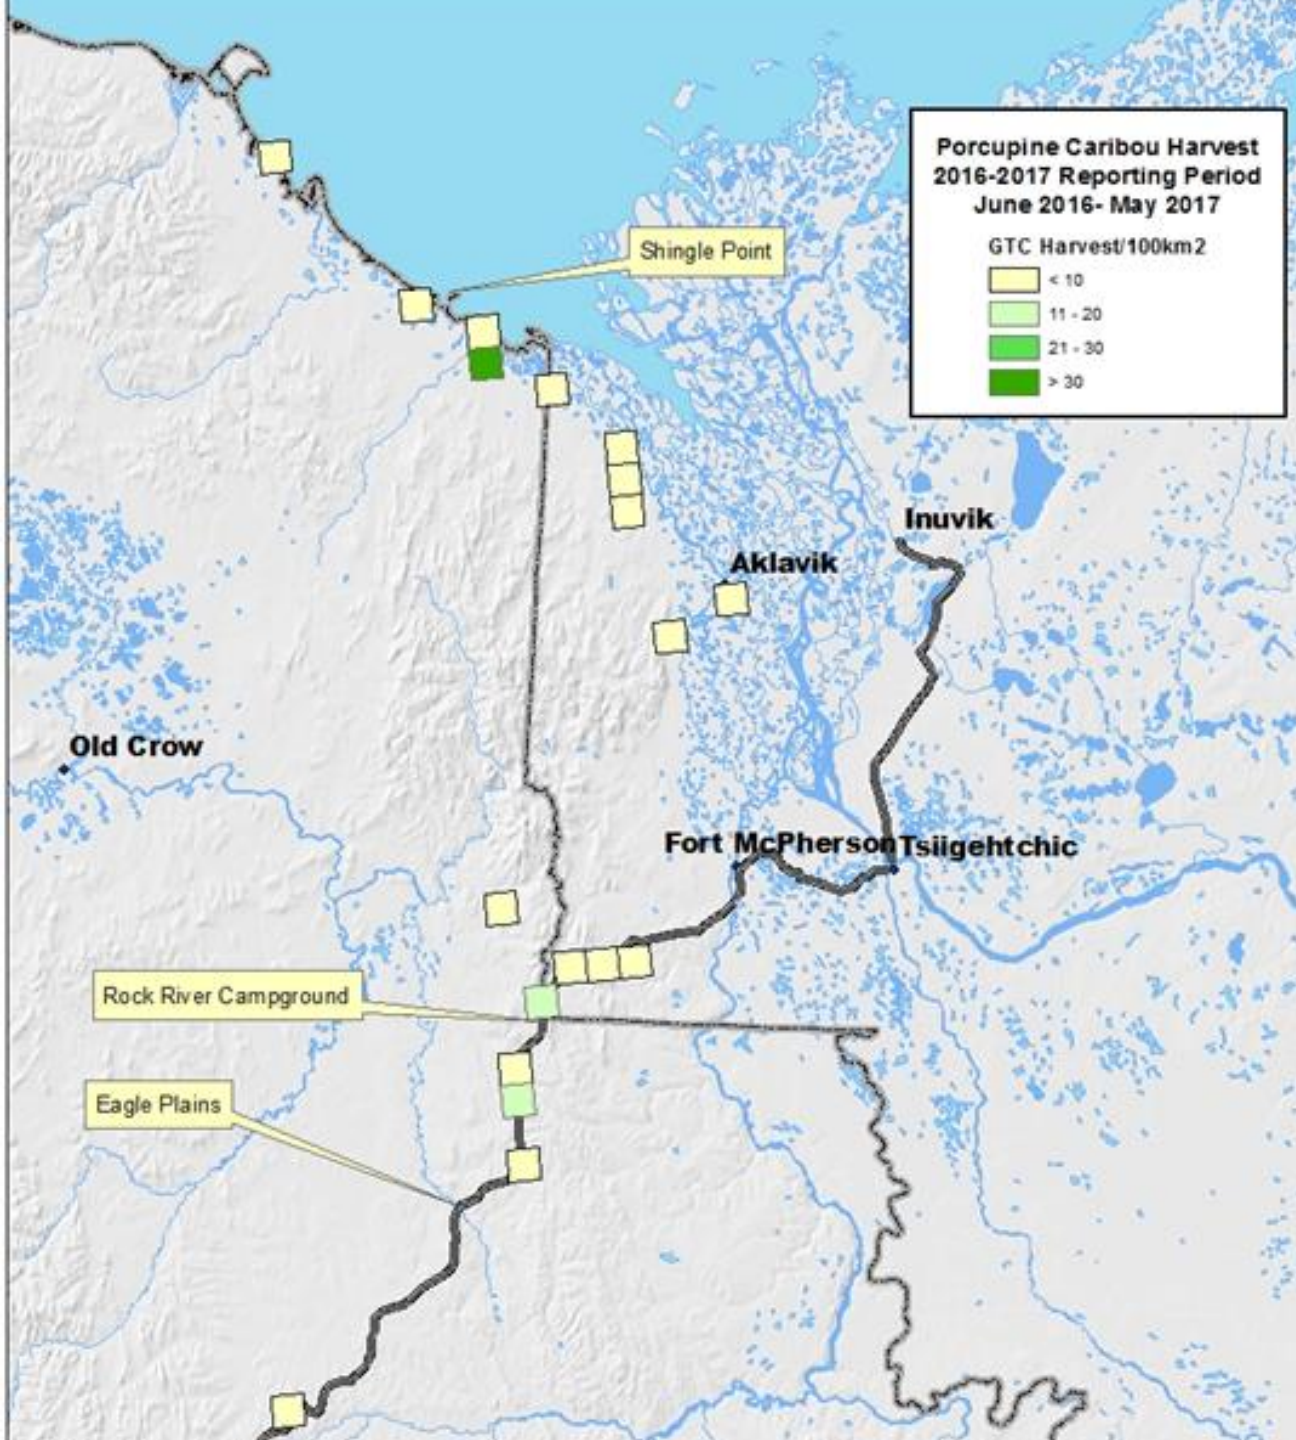 Porcupine Caribou Harvest
2016-2017 Reporting Period
June 2016- May 2017
GTC Harvest/100km2
< 10
11 - 20
21 - 30
> 30
Shingle Point
Inuvik
Aklavik
Old Crow
Fort McPherson
Tsiigehtchic
Rock River Campground
Eagle Plains